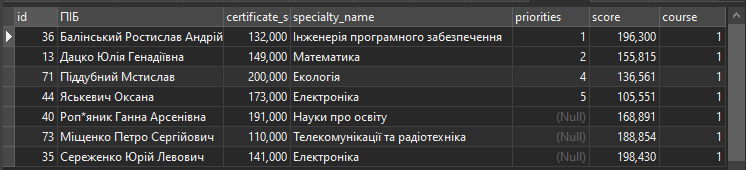 id ПІБ certificate_s specialty_name priorities score course
36 Балінський Ростислав Андрій 132,000 Інженерія програмного забезпечення 1 196,300 1
13 Дацко Юлія Генадіївна 149,000 Математика 2 155,815 1
71 Піддубний Мстислав 200,000 Екологія 4 136,561 1
44 Яськевич Оксана 173,000 Електроніка 5 105,551 1
40 Роп*яник Ганна Арсенівна 191,000 Науки про освіту (Null) 168,891 1
73 Міщенко Петро Сергійович 110,000 Телекомунікації та радіотехніка (Null) 188,854 1
35 Сереженко Юрій Левович 141,000 Електроніка (Null) 198,430 1